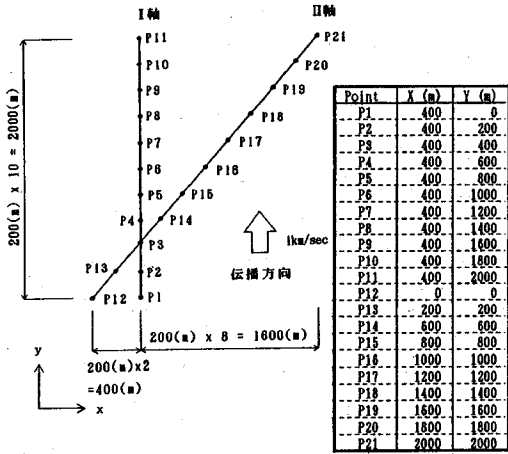 I軸
II軸
P11
P21
P10
P20
P9
P19
P8
P18
P7
P17
P6
P16
P5
P15
P4
P14
P3
P13
P2
P12
P1
200(m) x 10 = 2000(m)
1km/sec
伝播方向
200(m) x 8 = 1600(m)
200(m)x2
=400(m)
y
x
Point X (m) Y (m)
P1 400 0
P2 400 200
P3 400 400
P4 400 600
P5 400 800
P6 400 1000
P7 400 1200
P8 400 1400
P9 400 1600
P10 400 1800
P11 400 2000
P12 0 0
P13 200 200
P14 600 600
P15 800 800
P16 1000 1000
P17 1200 1200
P18 1400 1400
P19 1600 1600
P20 1800 1800
P21 2000 2000